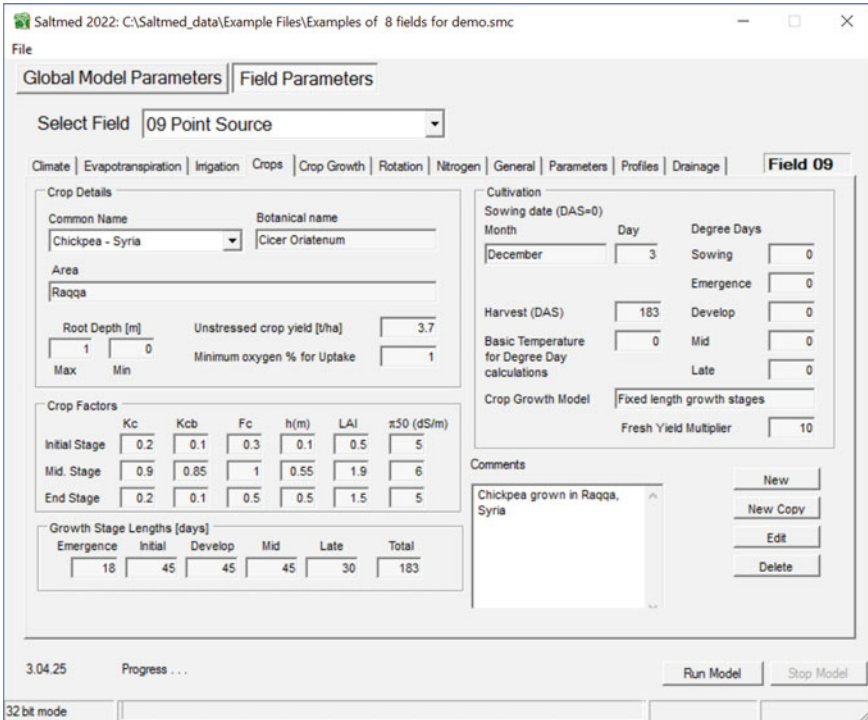 Saltmed 2022: C:\Saltmed_data\Example Files\Examples of  8 fields for demo.smc
File
Global Model Parameters Field Parameters
Select Field 09 Point Source
Climate Evapotranspiration Irrigation Crops Crop Growth Rotation Nitrogen General Parameters Profiles Drainage Field 09
Crop Details
Common Name Botanical name
Chickpea - Syria Cicer Oriatenum
Area
Raqqa
Root Depth [m] Unstressed crop yield [t/ha] 3.7
1 0 Minimum oxygen % for Uptake 1
Max Min
Crop Factors
Kc Kcb Fc h(m) LAI π50 (dS/m)
Initial Stage 0.2 0.1 0.3 0.1 0.5 5
Mid. Stage 0.9 0.85 1 0.55 1.9 6
End Stage 0.2 0.1 0.5 0.5 1.5 5
Growth Stage Lengths [days]
Emergence Initial Develop Mid Late Total
18 45 45 45 30 183
Cultivation
Sowing date (DAS=0)
Month Day Degree Days
December 3 Sowing 0
Emergence 0
Harvest (DAS) 183 Develop 0
Basic Temperature 0 Mid 0
for Degree Day
calculations Late 0
Crop Growth Model Fixed length growth stages
Fresh Yield Multiplier 10
Comments
Chickpea grown in Raqqa,
Syria
New
New Copy
Edit
Delete
3.04.25 Progress . . .
Run Model Stop Model
32 bit mode